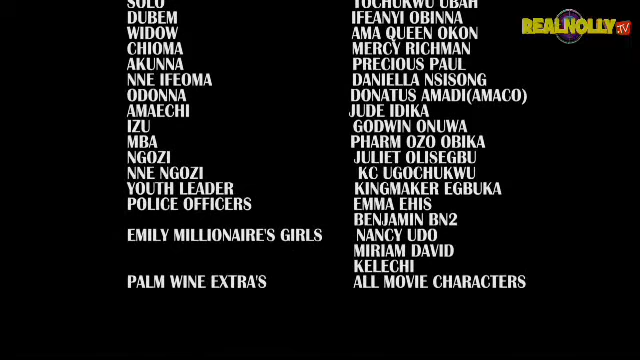 SOLO TOCHUKWU UBAH
DUBEM IFEANYI OBINNA
WIDOW AMA QUEEN OKON
CHIOMA MERCY RICHMAN
AKUNNA PRECIOUS PAUL
NNE IFEOMA DANIELLA NSISONG
ODONNA DONATUS AMADI(AMACO)
AMAECHI JUDE IDIKA
IZU GODWIN ONUWA
MBA PHARM OZO OBIKA
NGOZI JULIET OLISEGBU
NNE NGOZI KC UGOCHUKWU
YOUTH LEADER KINGMAKER EGBUKA
POLICE OFFICERS EMMA EHIS
BENJAMIN BN2
EMILY MILLIONAIRE'S GIRLS NANCY UDO
MIRIAM DAVID
KELECHI
PALM WINE EXTRA'S ALL MOVIE CHARACTERS
REALNOLLY.TV